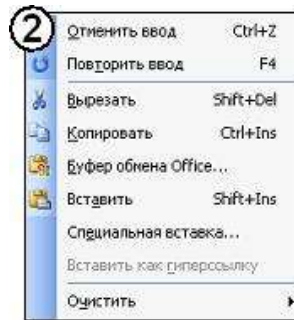 2
Отменить ввод Ctrl+Z
Повторить ввод F4
Вырезать Shift+Del
Копировать Ctrl+Ins
Буфер обмена Office...
Вставить Shift+Ins
Специальная вставка...
Вставить как гиперссылку
Очистить